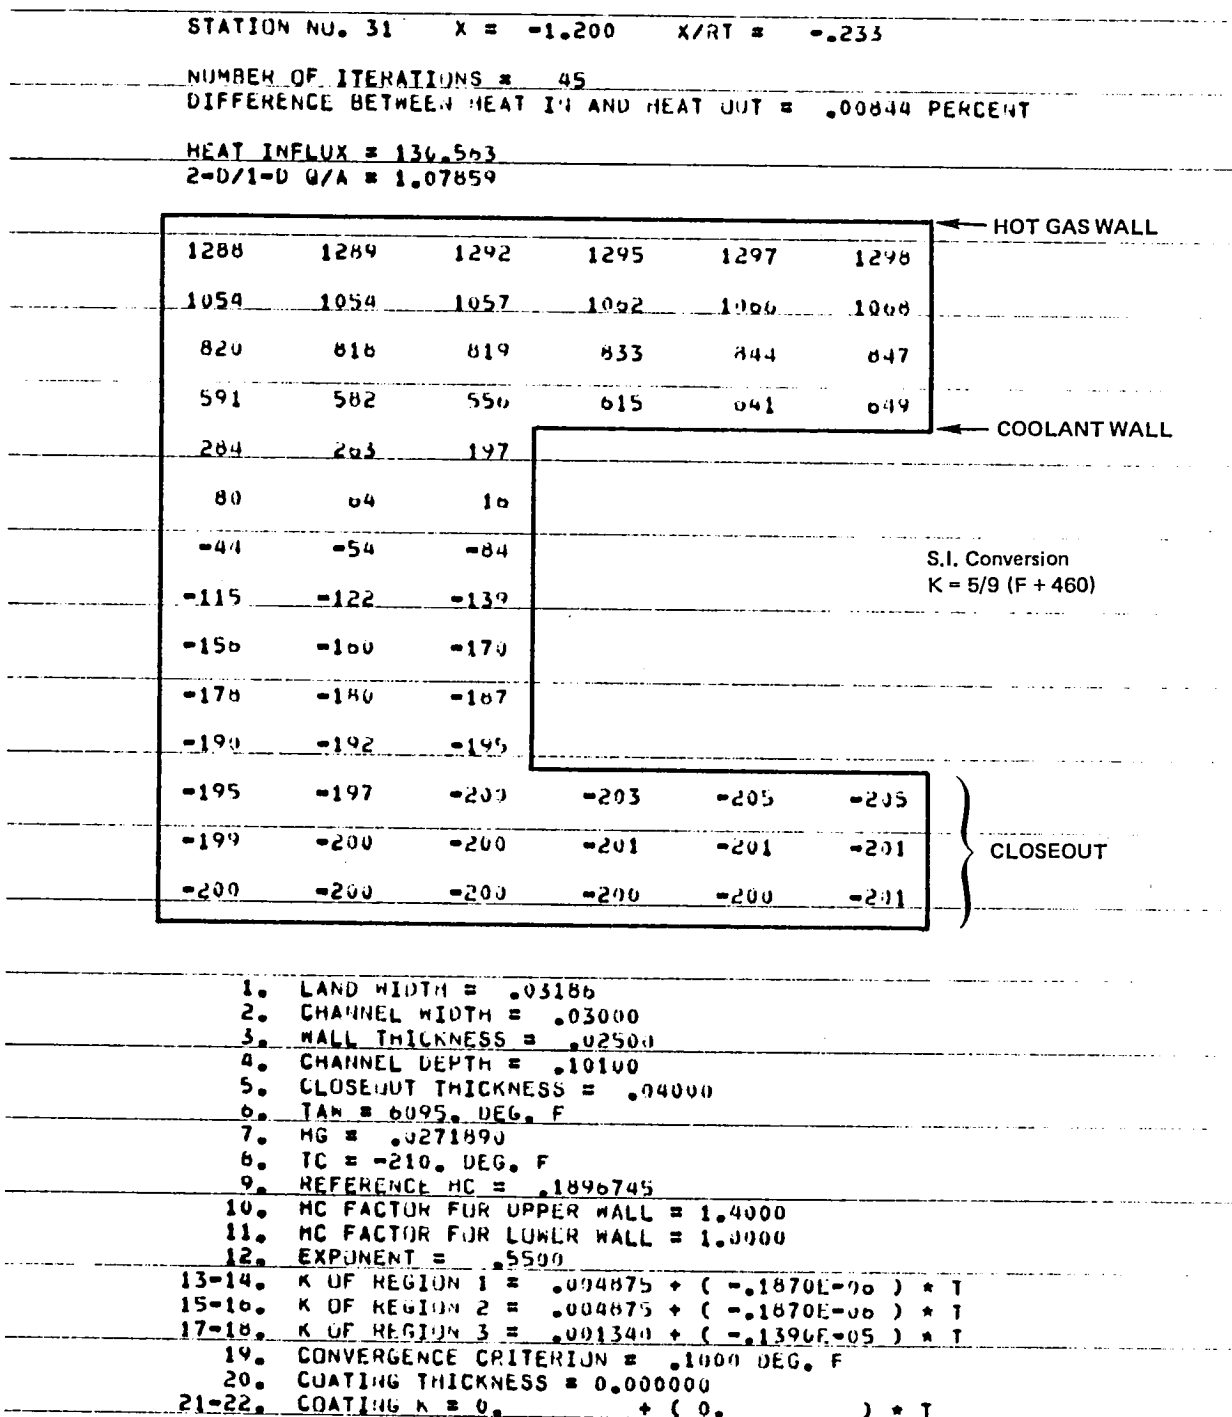 STATION NO. 31 X = -1.200 X/RT = -.233
NUMBER OF ITERATIONS = 45
DIFFERENCE BETWEEN HEAT IN AND HEAT OUT = .00844 PERCENT
HEAT INFLUX = 136.563
2-D/1-D Q/A = 1.07859
HOT GAS WALL
1288 1289 1292 1295 1297 1298
1054 1054 1057 1062 1066 1068
820 818 819 833 844 847
591 582 556 615 641 649
COOLANT WALL
284 263 197
80 64 16
-44 -54 -84
S.I. Conversion
K = 5/9 (F + 460)
-115 -122 -139
-156 -160 -170
-178 -180 -187
-190 -192 -195
-195 -197 -200 -203 -205 -205
-199 -200 -200 -201 -201 -201
CLOSEOUT
-200 -200 -200 -200 -200 -201
1. LAND WIDTH = .03186
2. CHANNEL WIDTH = .03000
3. WALL THICKNESS = .02500
4. CHANNEL DEPTH = .10100
5. CLOSEOUT THICKNESS = .04000
6. TAW = 6095. DEG. F
7. HG = .0271890
8. TC = -210. DEG. F
9. REFERENCE HC = .1896745
10. HC FACTOR FOR UPPER WALL = 1.4000
11. HC FACTOR FOR LOWER WALL = 1.0000
12. EXPONENT = .5500
13-14. K OF REGION 1 = .004875 + ( -.1870E-06 ) * T
15-16. K OF REGION 2 = .004875 + ( -.1870E-06 ) * T
17-18. K OF REGION 3 = .001340 + ( -.1396E-05 ) * T
19. CONVERGENCE CRITERION = .1000 DEG. F
20. COATING THICKNESS = 0.000000
21-22. COATING K = 0. + ( 0. ) * T